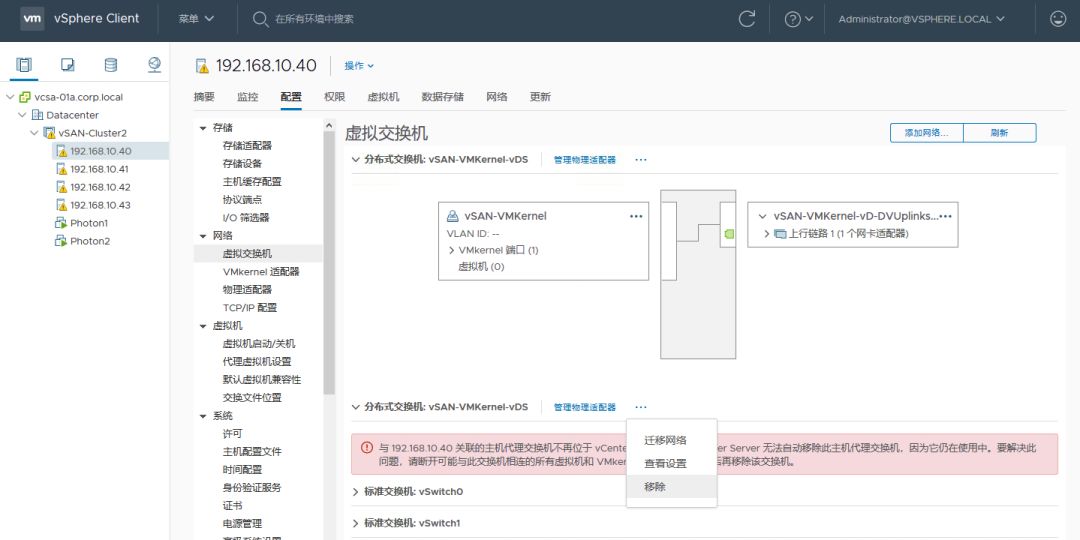 vm vSphere Client 菜单 在所有环境中搜索 Administrator@VSPHERE.LOCAL
vcsa-01a.corp.local
Datacenter
vSAN-Cluster2
192.168.10.40
192.168.10.41
192.168.10.42
192.168.10.43
Photon1
Photon2
192.168.10.40 操作
摘要 监控 配置 权限 虚拟机 数据存储 网络 更新
存储
存储适配器
存储设备
主机缓存配置
协议端点
I/O 筛选器
网络
虚拟交换机
VMkernel 适配器
物理适配器
TCP/IP 配置
虚拟机
虚拟机启动/关机
代理虚拟机设置
默认虚拟机兼容性
交换文件位置
系统
许可
主机配置文件
时间配置
身份验证服务
证书
电源管理
虚拟交换机
添加网络... 刷新
分布式交换机: vSAN-VMKernel-vDS 管理物理适配器 ...
vSAN-VMKernel ...
VLAN ID: --
VMkernel 端口 (1)
虚拟机 (0)
vSAN-VMKernel-vD-DVUplinks... ...
上行链路 1 (1 个网卡适配器)
分布式交换机: vSAN-VMKernel-vDS 管理物理适配器 ...
迁移网络
查看设置
移除
与 192.168.10.40 关联的主机代理交换机不再位于 vCente er Server 无法自动移除此主机代理交换机，因为它仍在使用中。要解决此
问题，请断开可能与此交换机相连的所有虚拟机和 VMker 后再移除该交换机。
标准交换机: vSwitch0
标准交换机: vSwitch1